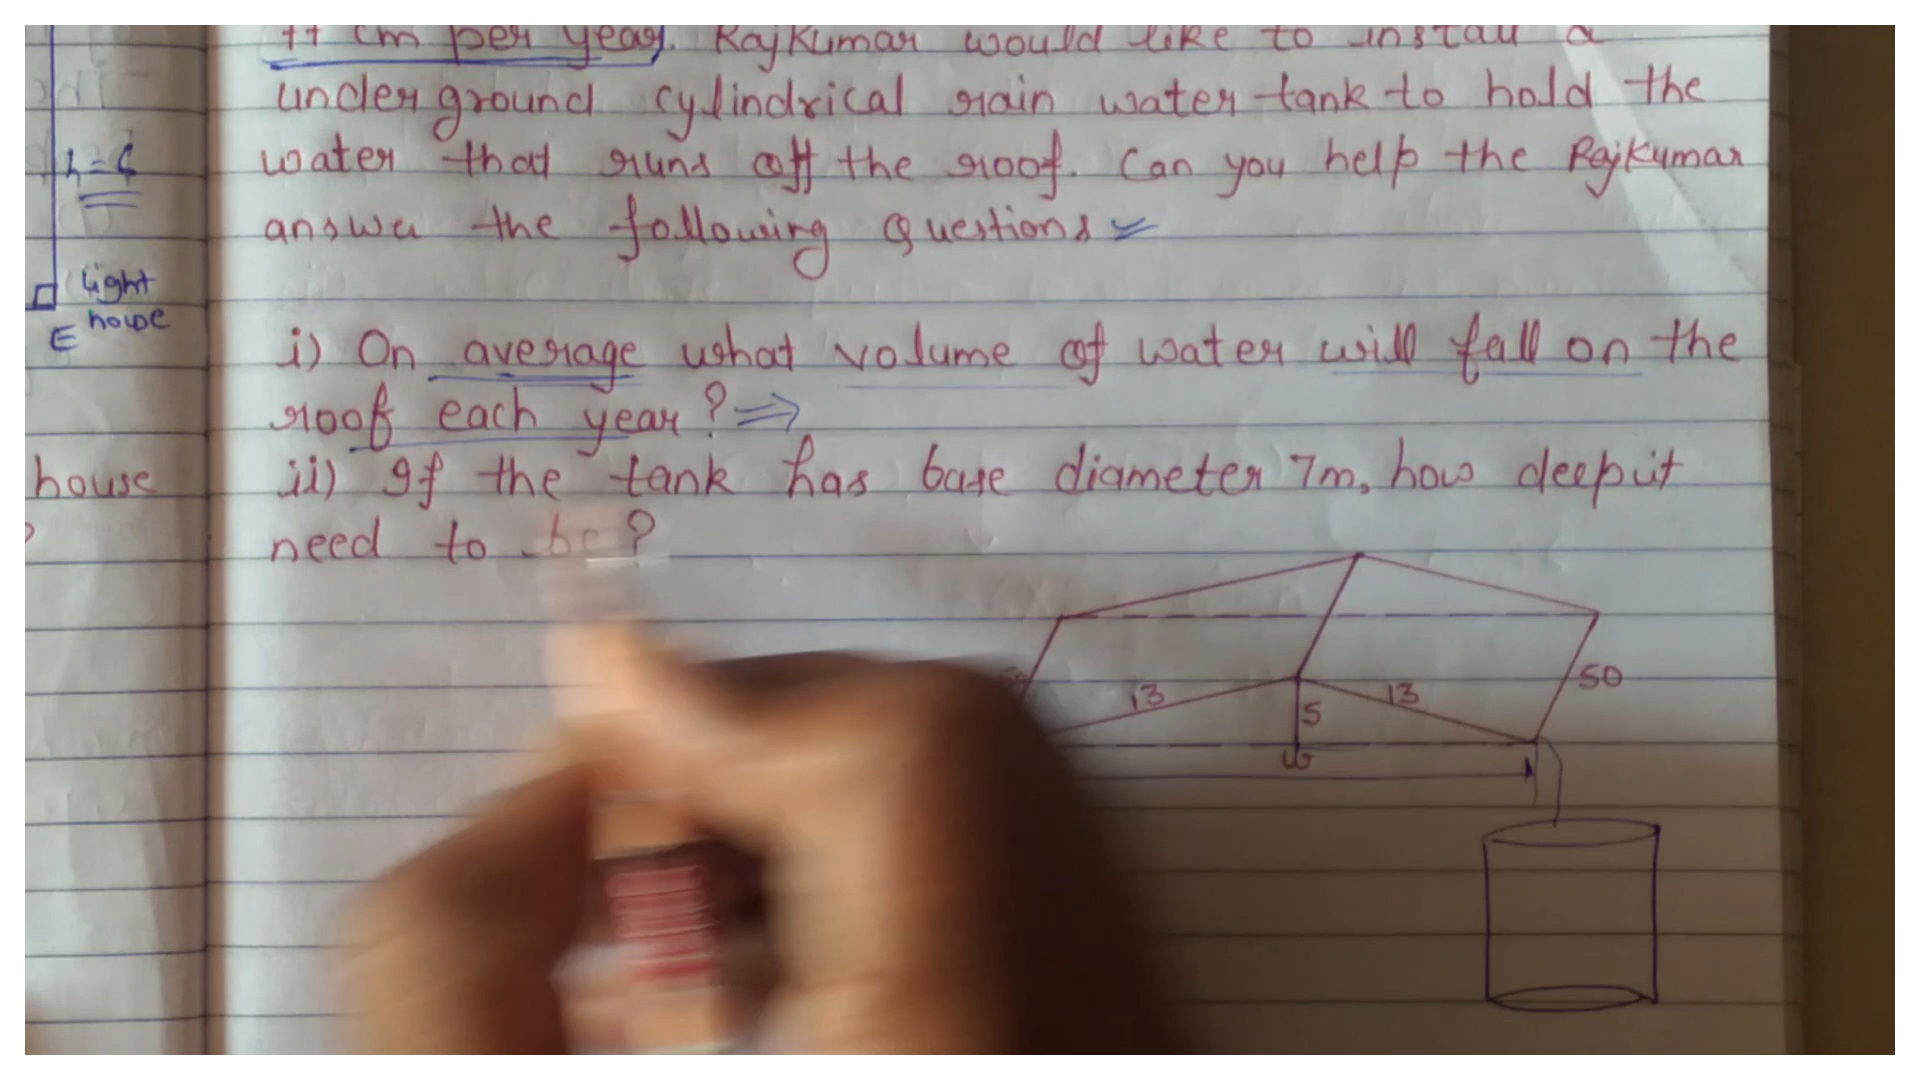 77 cm per year. Rajkumar would like to install a
underground cylindrical rain water tank to hold the
water that runs off the roof. Can you help the Rajkumar
answer the following Questions
i) On average what volume of water will fall on the
roof each year?
ii) If the tank has base diameter 7m, how deep it
need to be?
h = 6
light
house
E
house
?
13
13
50
5